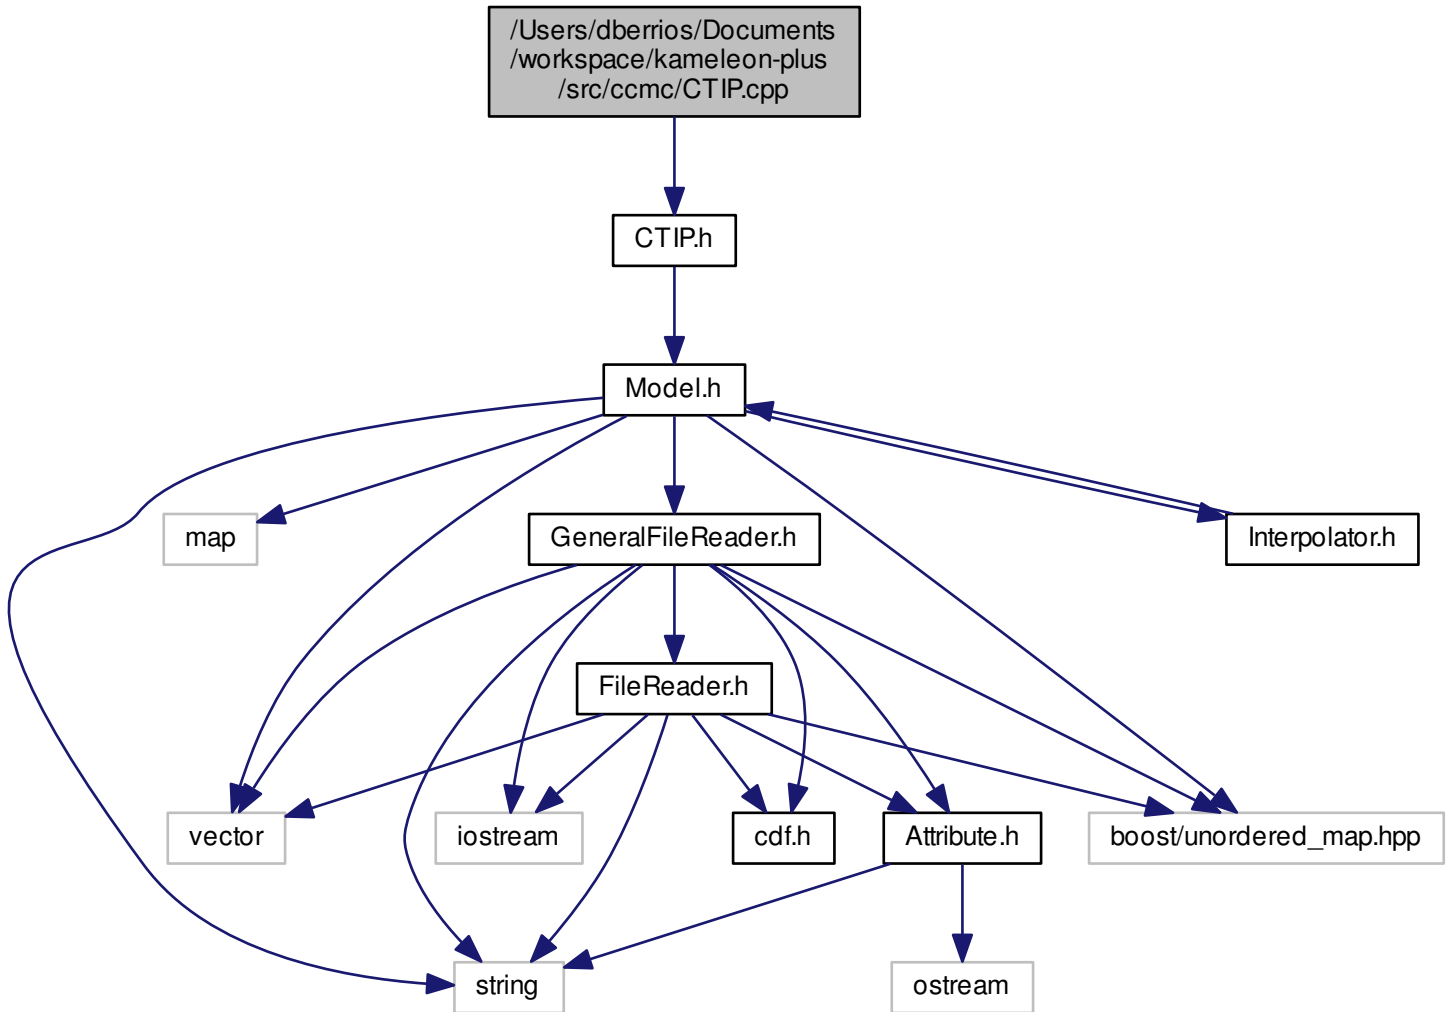 /Users/dberrios/Documents
/workspace/kameleon-plus
/src/ccmc/CTIP.cpp
CTIP.h
Model.h
map
GeneralFileReader.h
Interpolator.h
FileReader.h
vector
iostream
cdf.h
Attribute.h
boost/unordered_map.hpp
string
ostream